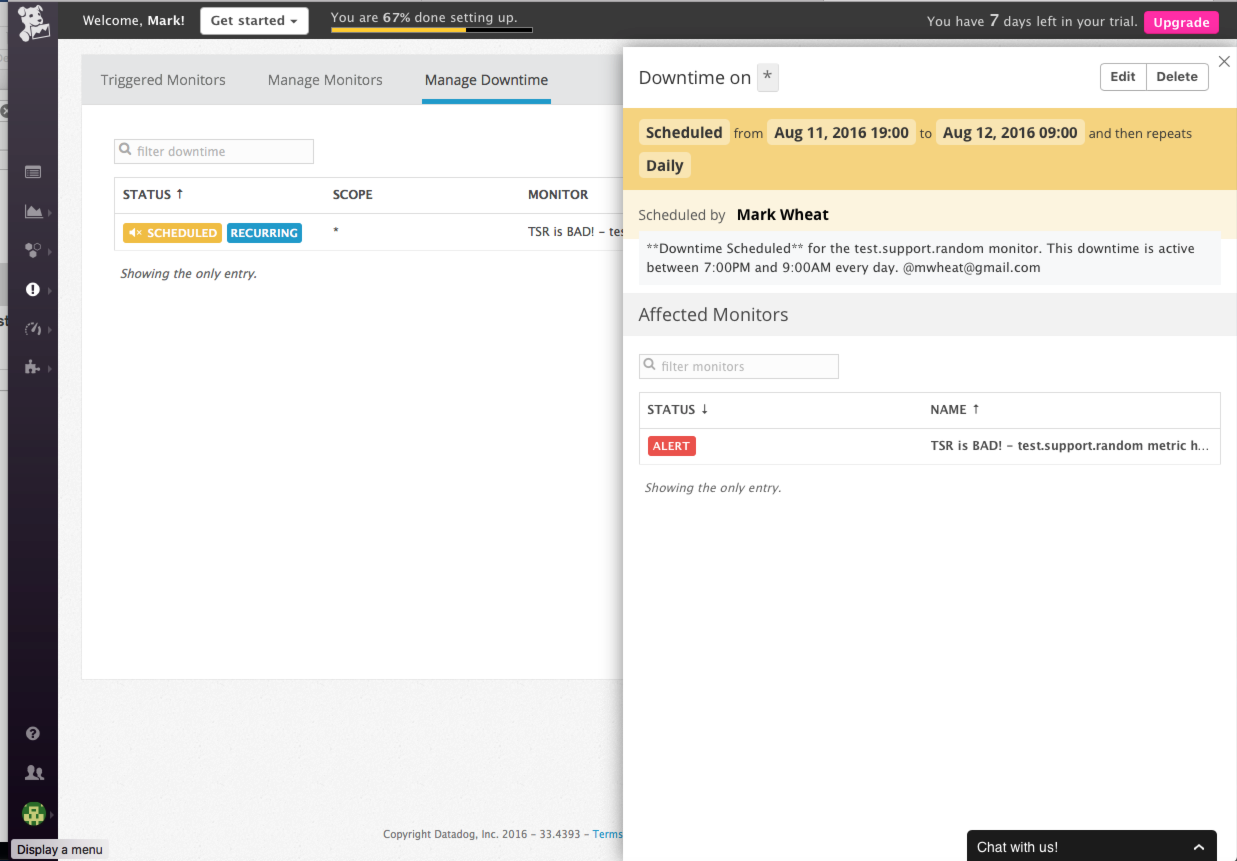 Welcome, Mark!
Get started
You are 67% done setting up.
You have 7 days left in your trial.
Upgrade
Triggered Monitors
Manage Monitors
Manage Downtime
filter downtime
STATUS ↑ SCOPE MONITOR
SCHEDULED RECURRING * TSR is BAD! - tes
Showing the only entry.
Downtime on *
Edit
Delete
Scheduled from Aug 11, 2016 19:00 to Aug 12, 2016 09:00 and then repeats
Daily
Scheduled by Mark Wheat
**Downtime Scheduled** for the test.support.random monitor. This downtime is active
between 7:00PM and 9:00AM every day. @mwheat@gmail.com
Affected Monitors
filter monitors
STATUS ↓ NAME ↑
ALERT TSR is BAD! - test.support.random metric h...
Showing the only entry.
Copyright Datadog, Inc. 2016 - 33.4393 - Terms
Display a menu
Chat with us!